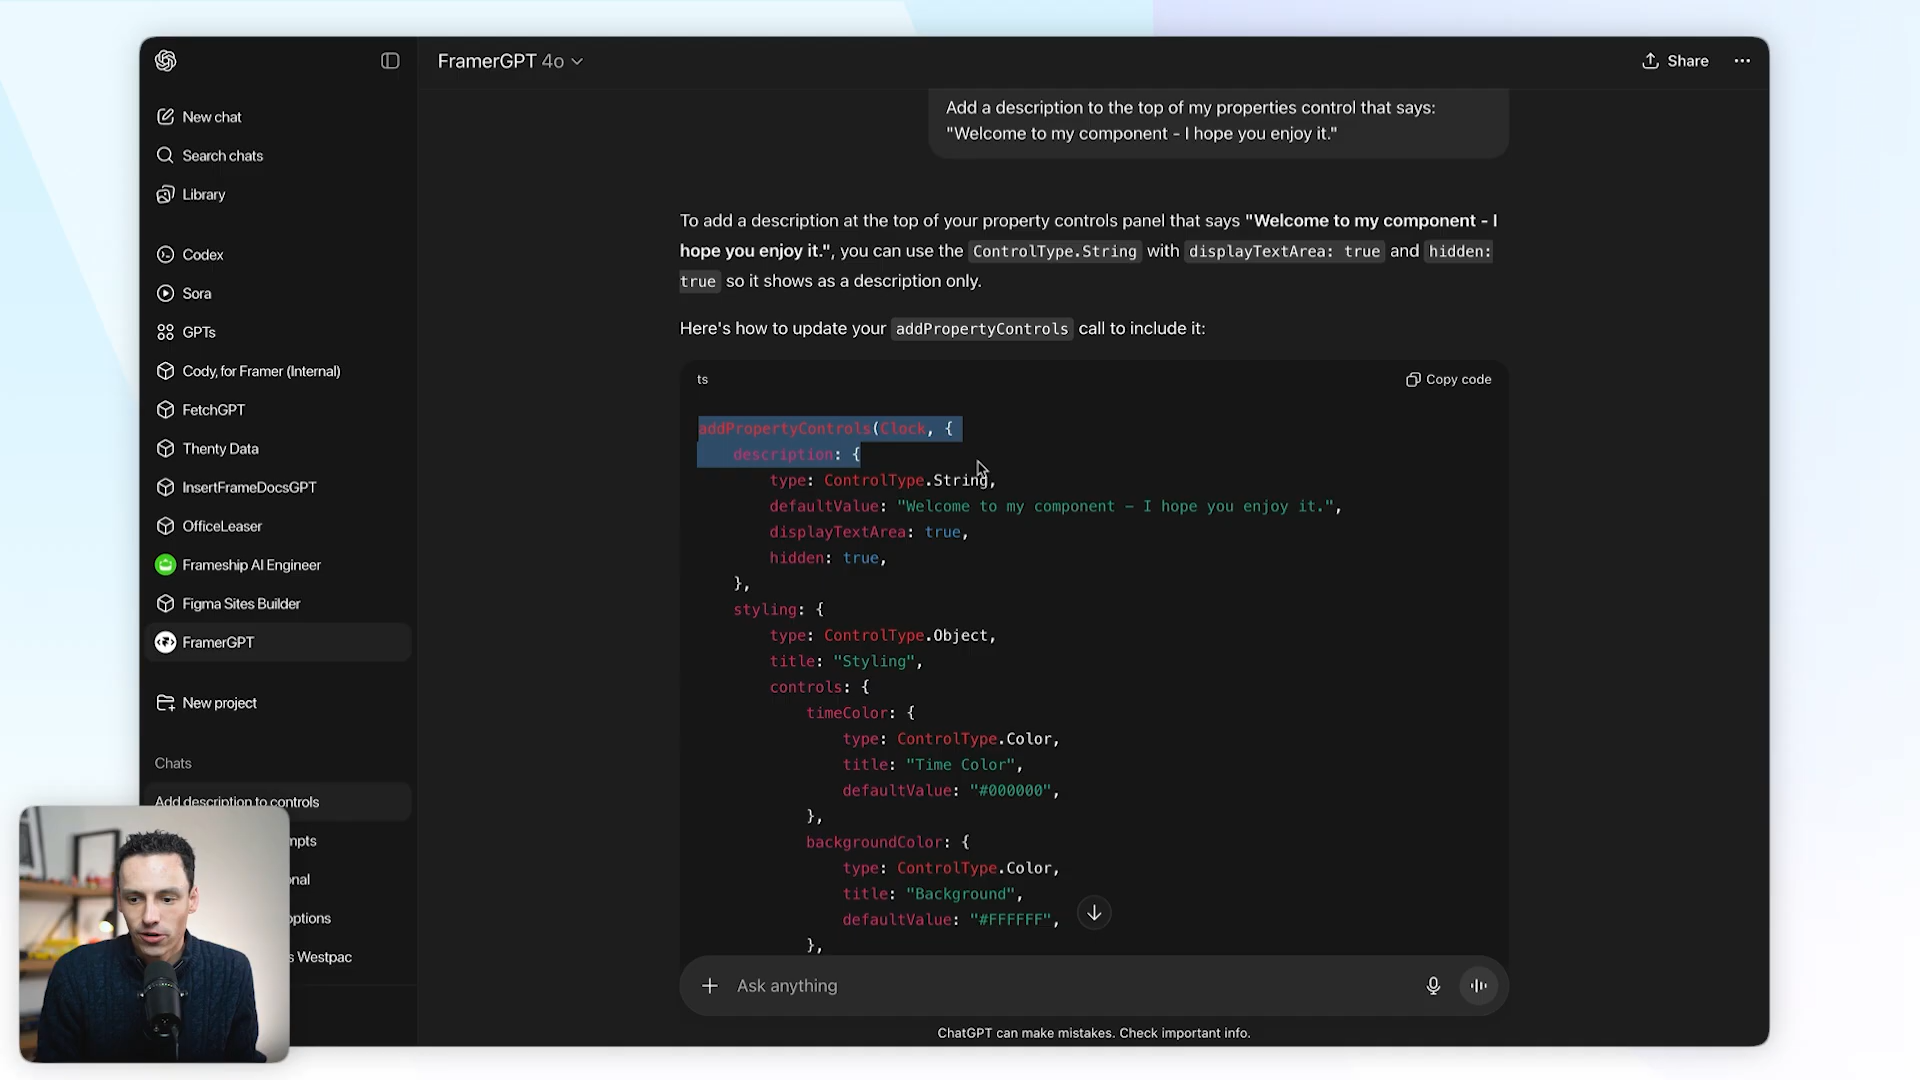 FramerGPT 4o
Share
New chat
Search chats
Library
Codex
Sora
GPTs
Cody, for Framer (Internal)
FetchGPT
Thenty Data
InsertFrameDocsGPT
OfficeLeaser
Frameship AI Engineer
Figma Sites Builder
FramerGPT
New project
Chats
Add description to controls
mpts
onal
options
s Westpac
Add a description to the top of my properties control that says:
"Welcome to my component - I hope you enjoy it."
To add a description at the top of your property controls panel that says "Welcome to my component - I
hope you enjoy it.", you can use the ControlType.String with displayTextArea: true and hidden:
true so it shows as a description only.
Here's how to update your addPropertyControls call to include it:
ts
Copy code
addPropertyControls(Clock, {
description: {
type: ControlType.String,
defaultValue: "Welcome to my component – I hope you enjoy it.",
displayTextArea: true,
hidden: true,
},
styling: {
type: ControlType.Object,
title: "Styling",
controls: {
timeColor: {
type: ControlType.Color,
title: "Time Color",
defaultValue: "#000000",
},
backgroundColor: {
type: ControlType.Color,
title: "Background",
defaultValue: "#FFFFFF",
},
Ask anything
ChatGPT can make mistakes. Check important info.